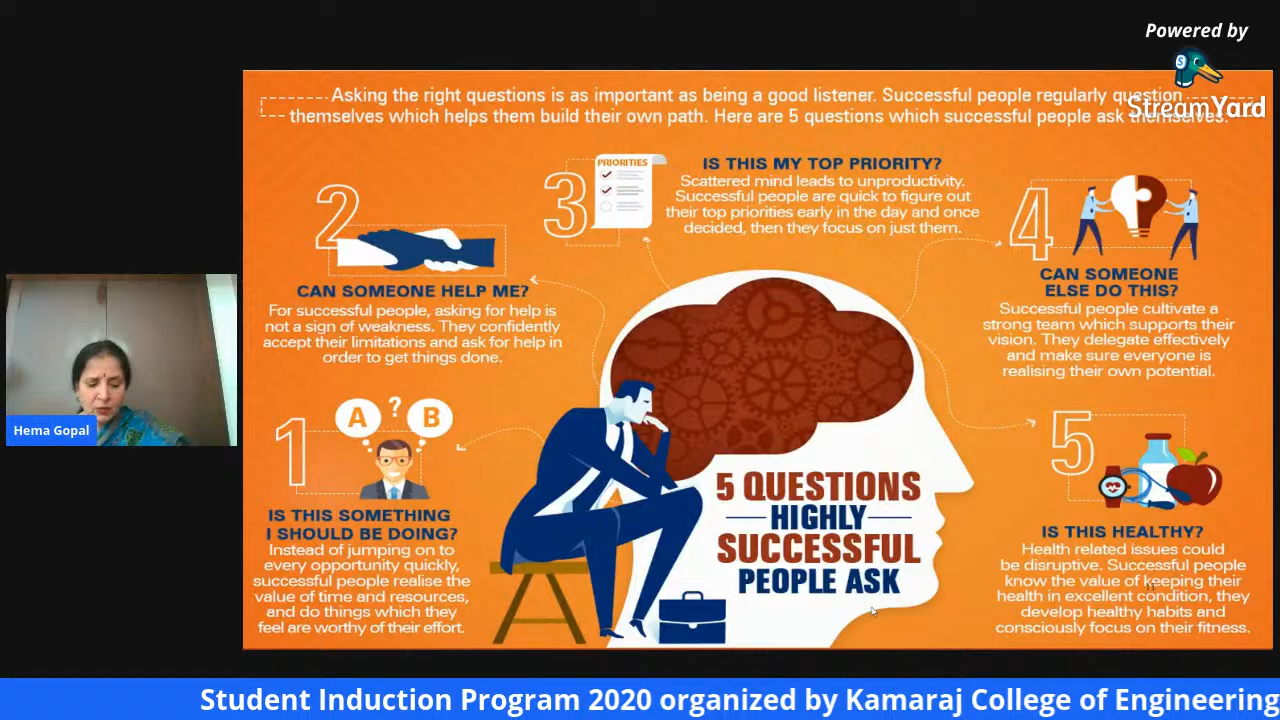 Powered by
StreamYard
Asking the right questions is as important as being a good listener. Successful people regularly question
themselves which helps them build their own path. Here are 5 questions which successful people ask themselves.
3
PRIORITIES
IS THIS MY TOP PRIORITY?
Scattered mind leads to unproductivity.
Successful people are quick to figure out
their top priorities early in the day and once
decided, then they focus on just them.
2
CAN SOMEONE HELP ME?
For successful people, asking for help is
not a sign of weakness. They confidently
accept their limitations and ask for help in
order to get things done.
4
CAN SOMEONE
ELSE DO THIS?
Successful people cultivate a
strong team which supports their
vision. They delegate effectively
and make sure everyone is
realising their own potential.
1
A ? B
IS THIS SOMETHING
I SHOULD BE DOING?
Instead of jumping on to
every opportunity quickly,
successful people realise the
value of time and resources,
and do things which they
feel are worthy of their effort.
5 QUESTIONS
HIGHLY
SUCCESSFUL
PEOPLE ASK
5
IS THIS HEALTHY?
Health related issues could
be disruptive. Successful people
know the value of keeping their
health in excellent condition, they
develop healthy habits and
consciously focus on their fitness.
Hema Gopal
Student Induction Program 2020 organized by Kamaraj College of Engineering